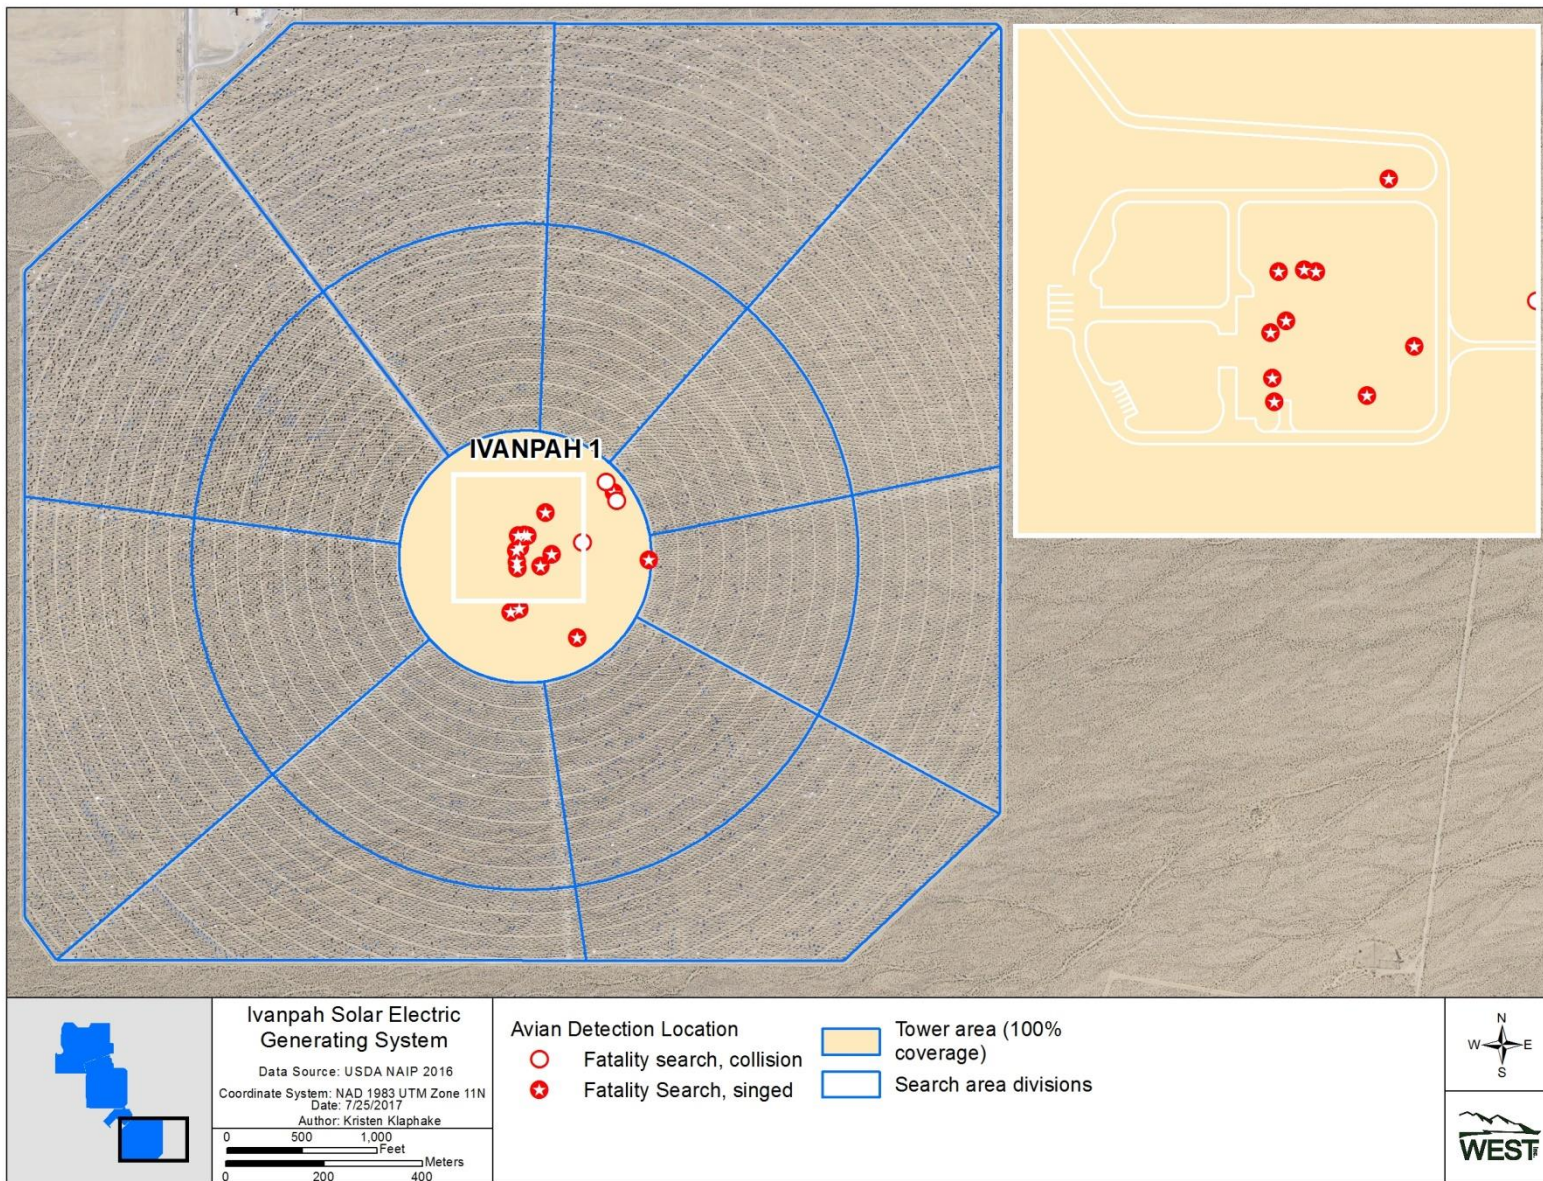 IVANPAH 1
Ivanpah Solar Electric
Generating System
Data Source: USDA NAIP 2016
Coordinate System: NAD 1983 UTM Zone 11N
Date: 7/25/2017
Author: Kristen Klaphake
0 500 1,000
Feet
Meters
0 200 400
Avian Detection Location
Fatality search, collision
Fatality Search, singed
Tower area (100%
coverage)
Search area divisions
N
W E
S
WEST Inc.